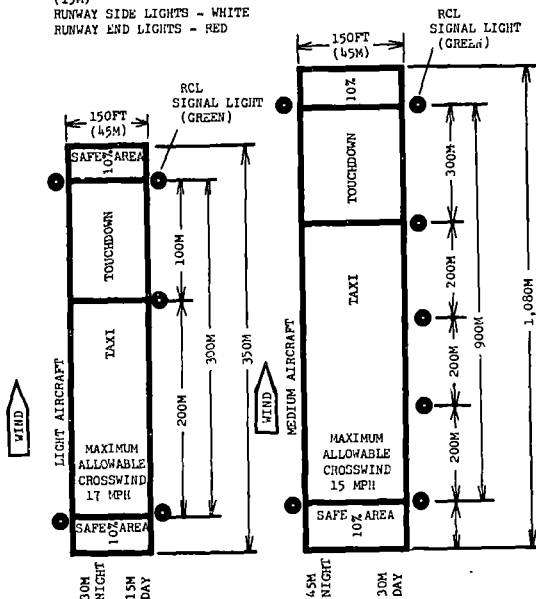 (15M)
RUNWAY SIDE LIGHTS - WHITE
RUNWAY END LIGHTS - RED
RCL
SIGNAL LIGHT
(GREEN)
150FT
(45M)
SAFE AREA
10%
TOUCHDOWN
TAXI
LIGHT AIRCRAFT
WIND
100M
200M
300M
350M
MAXIMUM
ALLOWABLE
CROSSWIND
17 MPH
SAFE AREA
10%
30M
NIGHT
15M
DAY
RCL
SIGNAL LIGHT
(GREEN)
150FT
(45M)
10%
TOUCHDOWN
TAXI
MEDIUM AIRCRAFT
WIND
300M
200M
200M
200M
900M
1,080M
MAXIMUM
ALLOWABLE
CROSSWIND
15 MPH
SAFE AREA
10%
45M
NIGHT
30M
DAY